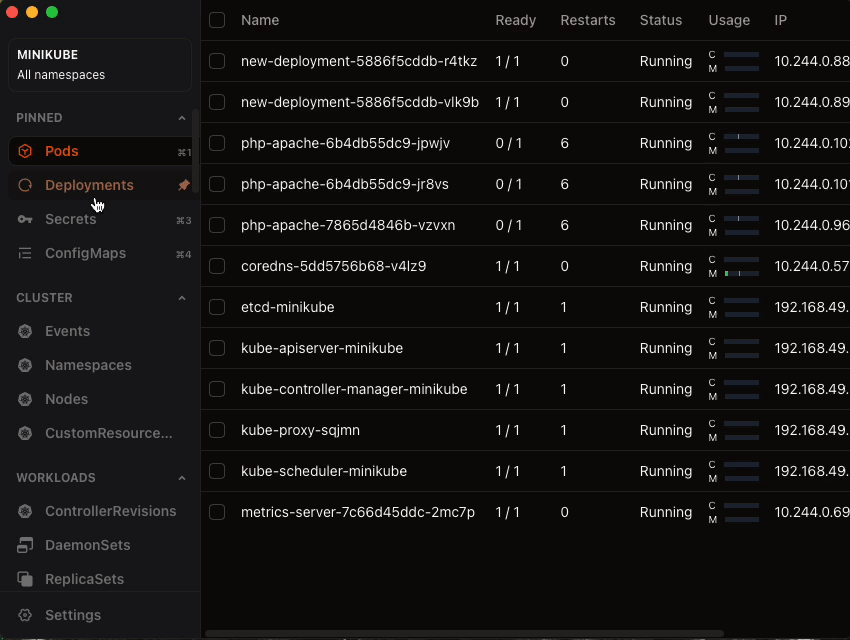 MINIKUBE
All namespaces
PINNED
Pods ⌘1
Deployments
Secrets ⌘3
ConfigMaps ⌘4
CLUSTER
Events
Namespaces
Nodes
CustomResource...
WORKLOADS
ControllerRevisions
DaemonSets
ReplicaSets
Settings
Name Ready Restarts Status Usage IP
new-deployment-5886f5cddb-r4tkz 1 / 1 0 Running C M 10.244.0.88
new-deployment-5886f5cddb-vlk9b 1 / 1 0 Running C M 10.244.0.89
php-apache-6b4db55dc9-jpwjv 0 / 1 6 Running C M 10.244.0.10
php-apache-6b4db55dc9-jr8vs 0 / 1 6 Running C M 10.244.0.10
php-apache-7865d4846b-vzvxn 0 / 1 6 Running C M 10.244.0.96
coredns-5dd5756b68-v4lz9 1 / 1 0 Running C M 10.244.0.57
etcd-minikube 1 / 1 1 Running C M 192.168.49.
kube-apiserver-minikube 1 / 1 1 Running C M 192.168.49.
kube-controller-manager-minikube 1 / 1 1 Running C M 192.168.49.
kube-proxy-sqjmn 1 / 1 1 Running C M 192.168.49.
kube-scheduler-minikube 1 / 1 1 Running C M 192.168.49.
metrics-server-7c66d45ddc-2mc7p 1 / 1 0 Running C M 10.244.0.69